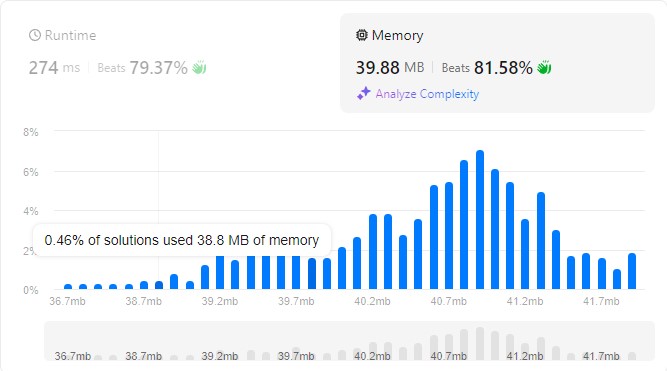 Runtime
274 ms Beats 79.37%
Memory
39.88 MB Beats 81.58%
Analyze Complexity
8%
6%
4%
2%
0%
0.46% of solutions used 38.8 MB of memory
36.7mb 38.7mb 39.2mb 39.7mb 40.2mb 40.7mb 41.2mb 41.7mb
36.7mb 38.7mb 39.2mb 39.7mb 40.2mb 40.7mb 41.2mb 41.7mb